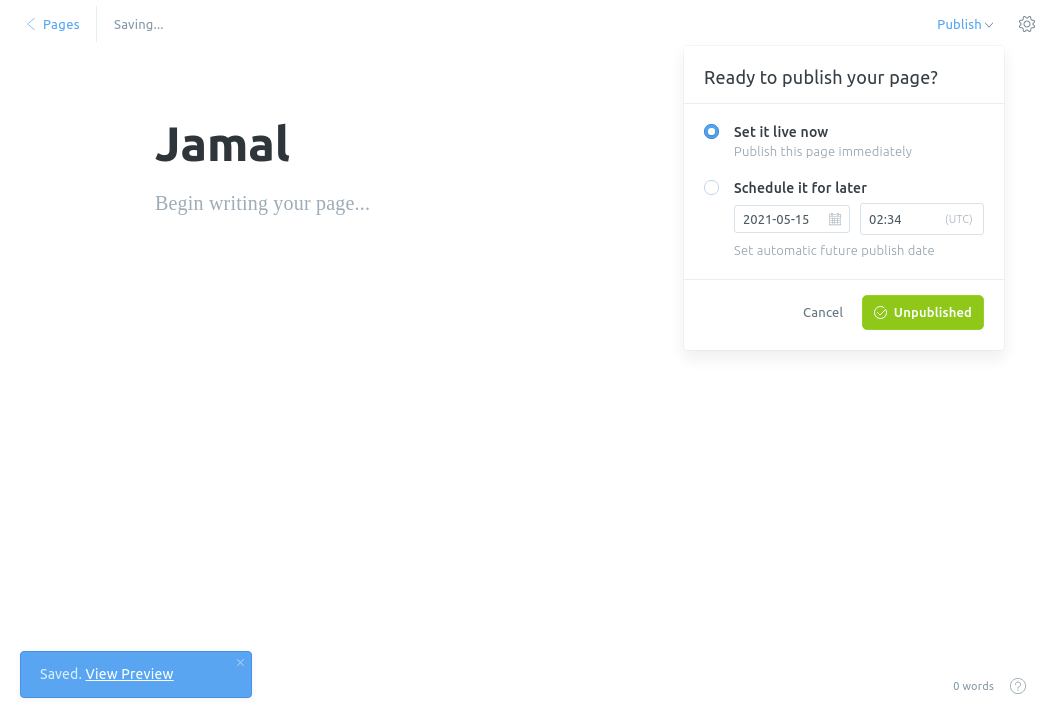 Pages
Saving...
Publish
Ready to publish your page?
Set it live now
Publish this page immediately
Schedule it for later
2021-05-15
02:34 (UTC)
Set automatic future publish date
Cancel
Unpublished
Jamal
Begin writing your page...
Saved. View Preview
0 words